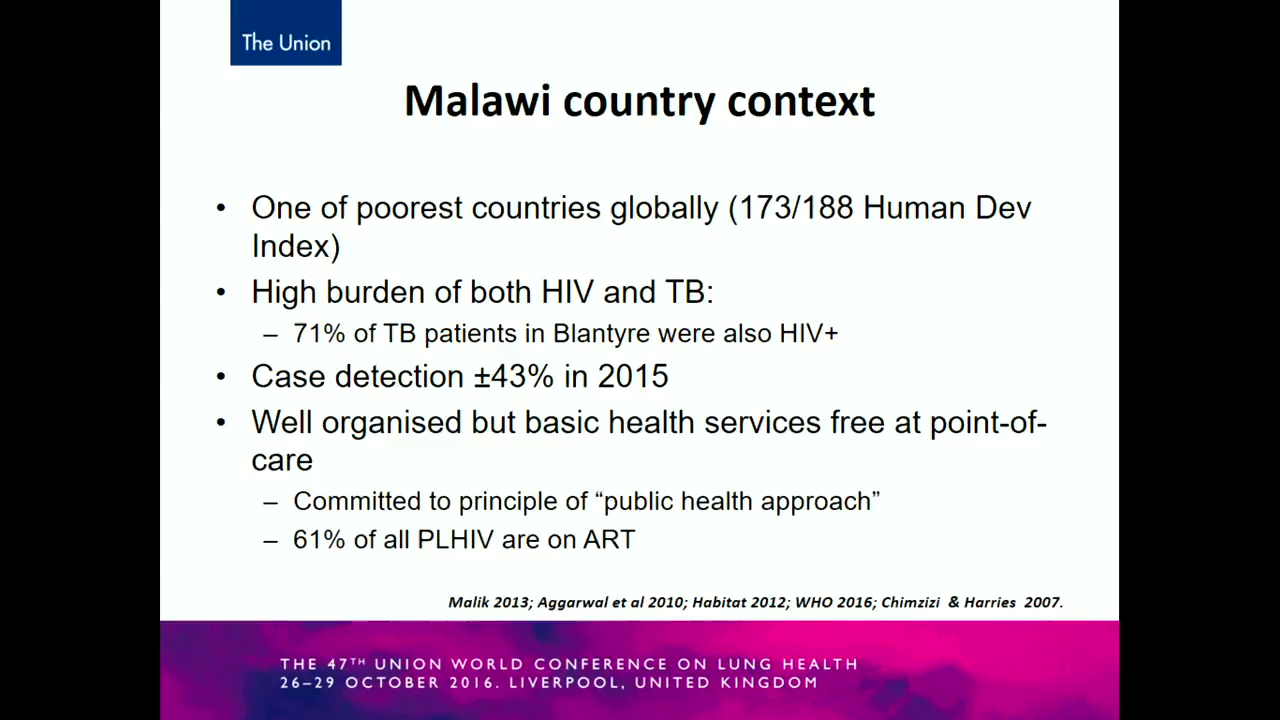 The Union
Malawi country context
• One of poorest countries globally (173/188 Human Dev
Index)
• High burden of both HIV and TB:
– 71% of TB patients in Blantyre were also HIV+
• Case detection ±43% in 2015
• Well organised but basic health services free at point-of-
care
– Committed to principle of “public health approach”
– 61% of all PLHIV are on ART
Malik 2013; Aggarwal et al 2010; Habitat 2012; WHO 2016; Chimzizi & Harries 2007.
THE 47TH UNION WORLD CONFERENCE ON LUNG HEALTH
26–29 OCTOBER 2016. LIVERPOOL, UNITED KINGDOM